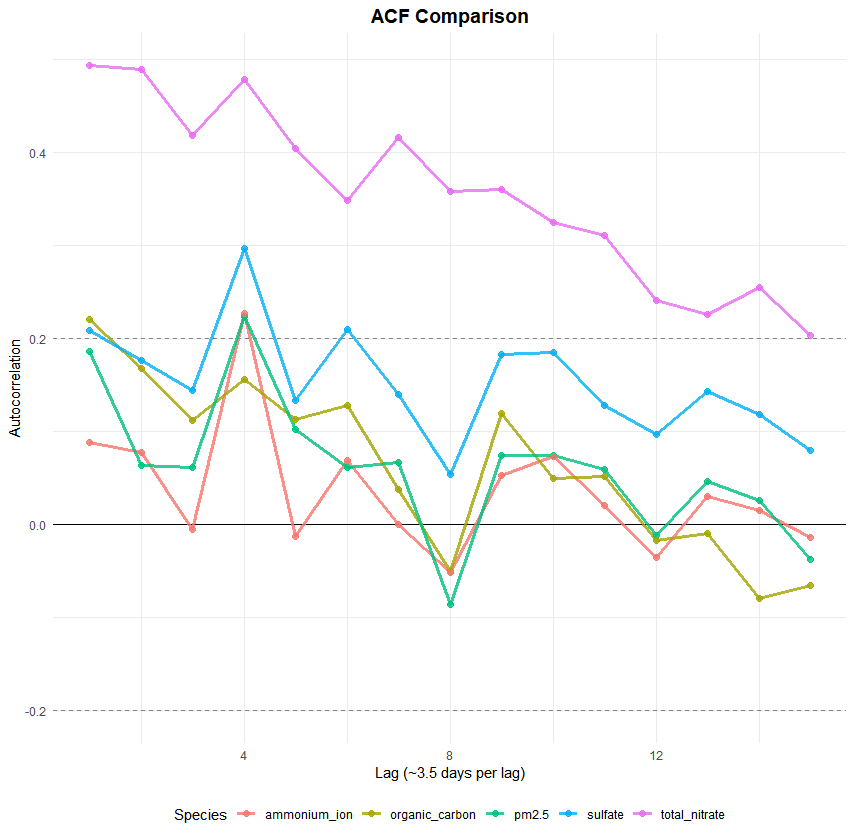 ACF Comparison
Autocorrelation
0.4
0.2
0.0
-0.2
4 8 12
Lag (~3.5 days per lag)
Species ammonium_ion organic_carbon pm2.5 sulfate total_nitrate